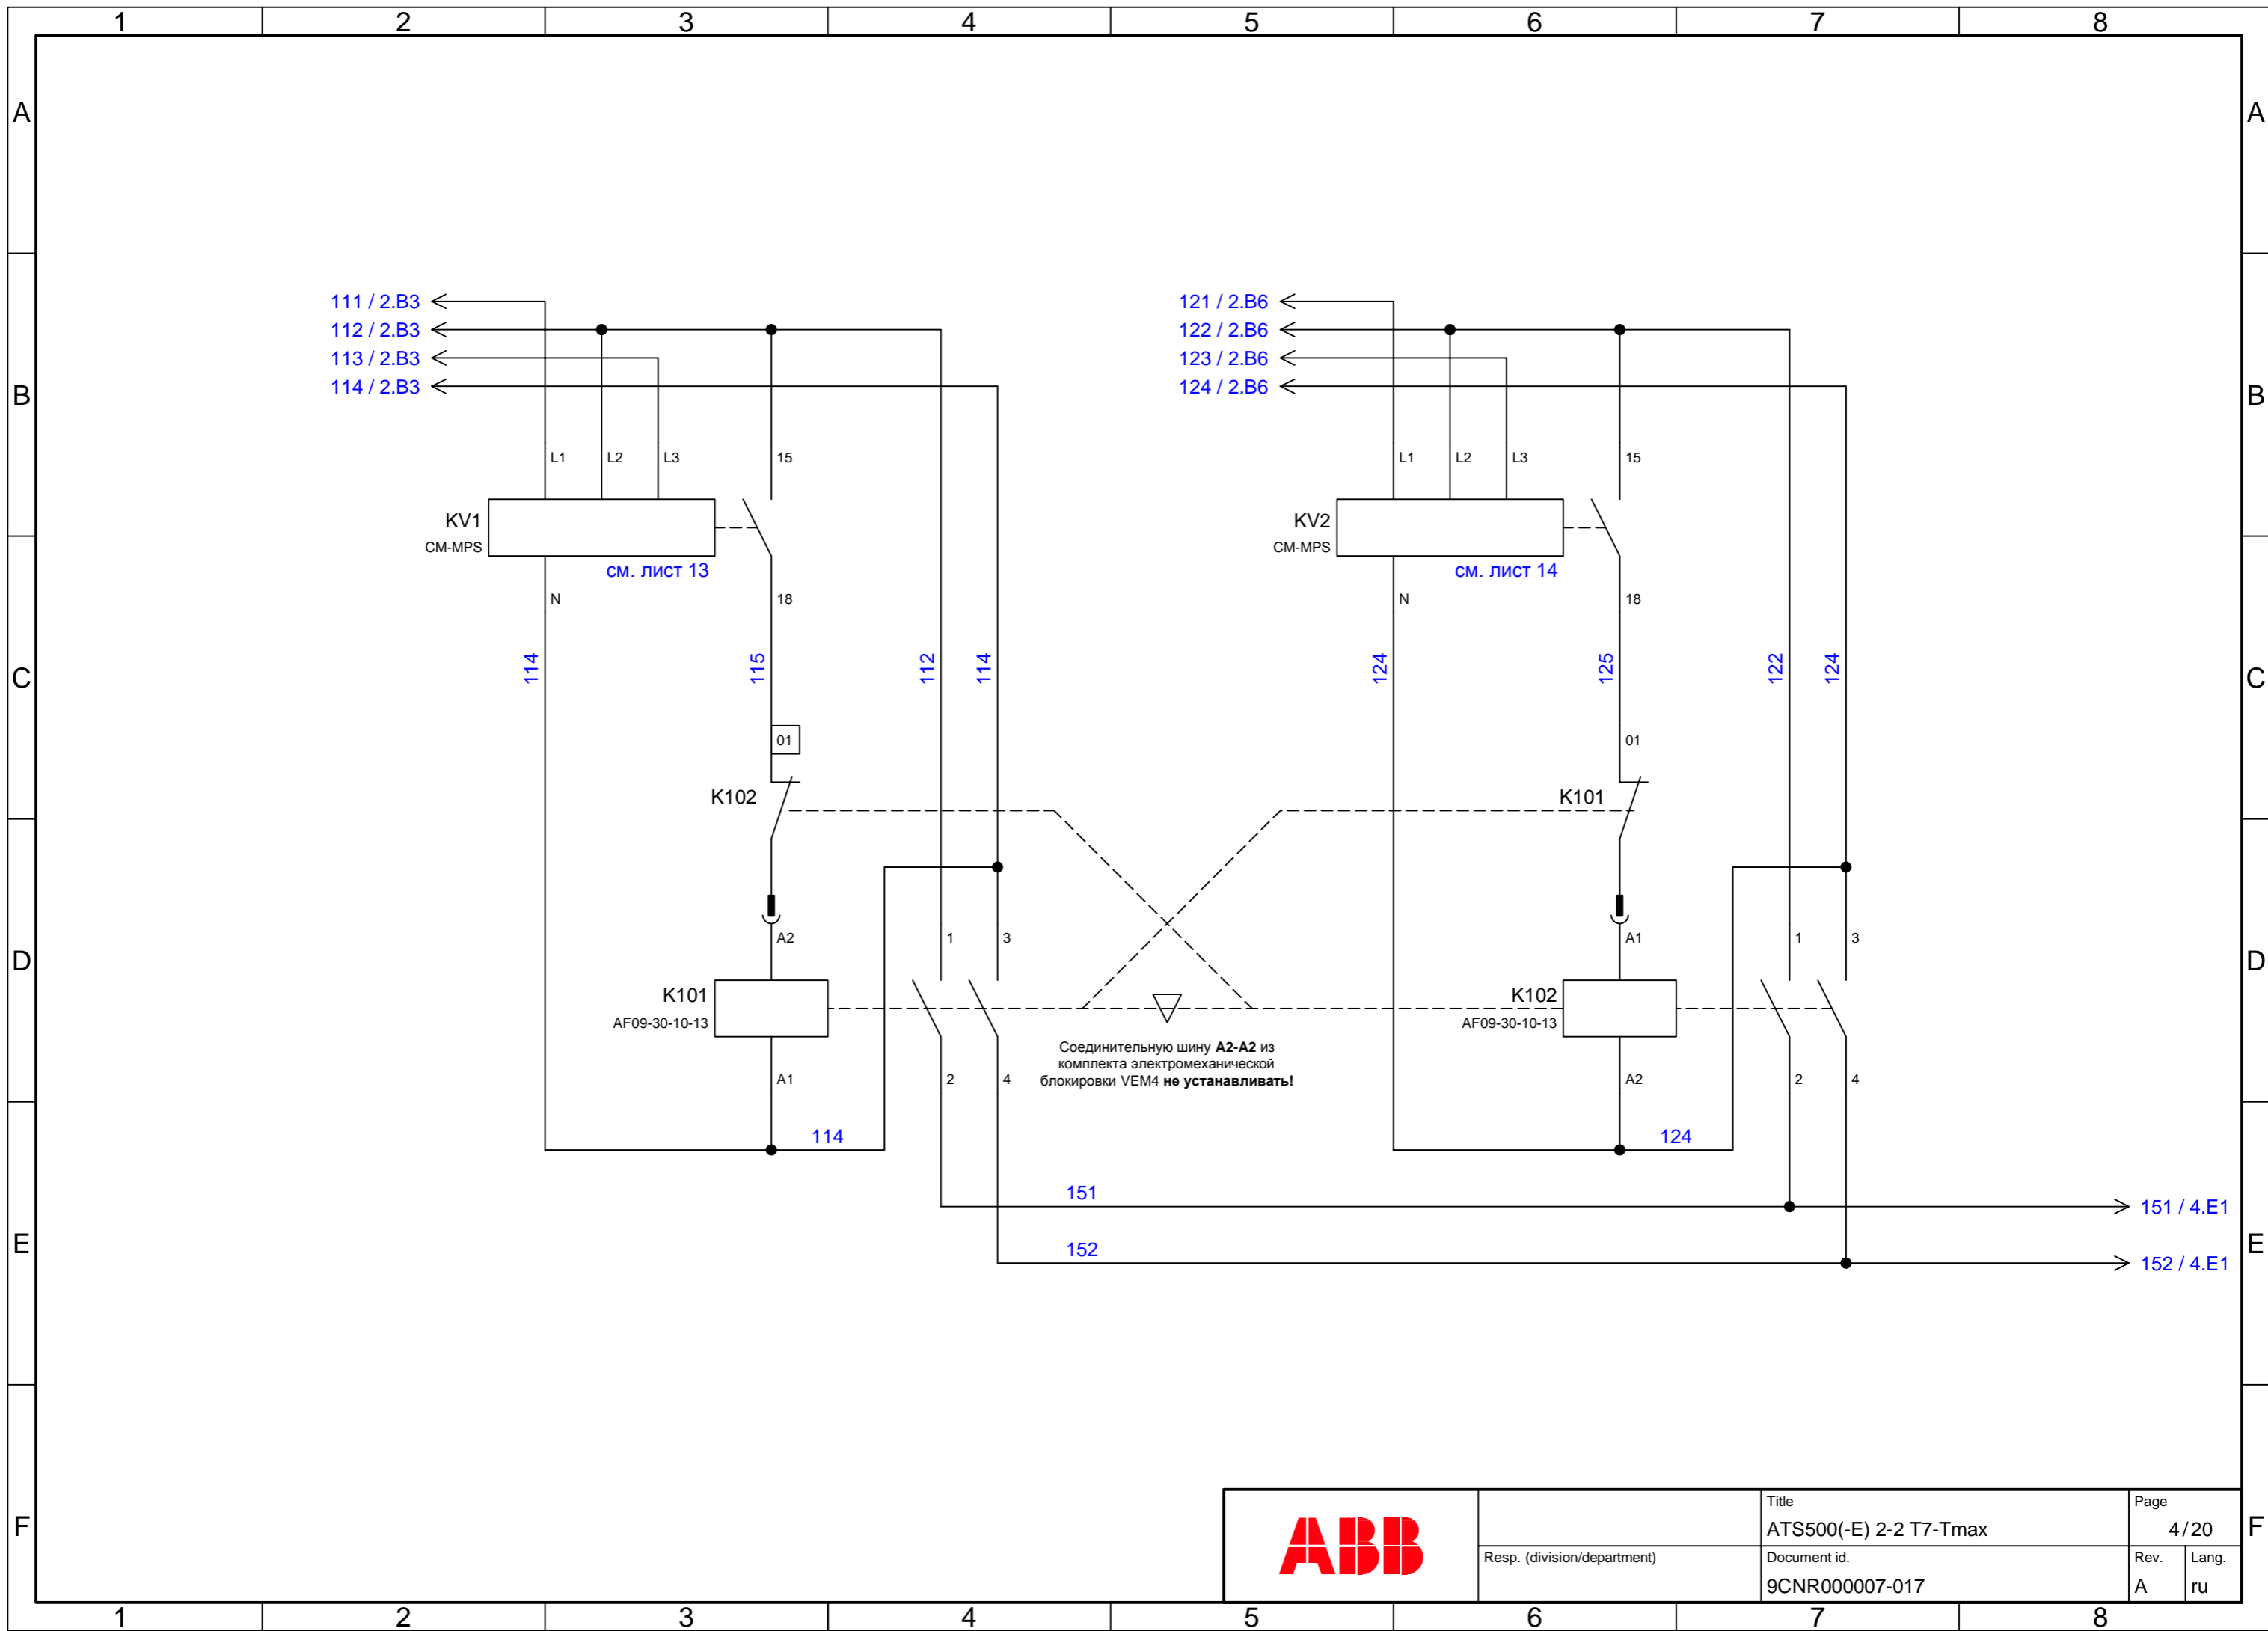 1 2 3 4 5 6 7 8
A A
111 / 2.B3 121 / 2.B6
112 / 2.B3 122 / 2.B6
113 / 2.B3 123 / 2.B6
114 / 2.B3 124 / 2.B6
B B
L1 L2 L3 15 L1 L2 L3 15
KV1 KV2
CM-MPS CM-MPS
см. лист 13 см. лист 14
N 18 N 18
114 115 112 114 124 125 122 124
C C
01 01
K102 K101
A2 1 3 A1 1 3
D D
K101 K102
AF09-30-10-13 AF09-30-10-13
Соединительную шину A2-A2 из
комплекта электромеханической
блокировки VEM4 не устанавливать!
A1 2 4 A2 2 4
114 124
151 151 / 4.E1
E E
152 152 / 4.E1
F F
ABB
Title
ATS500(-E) 2-2 T7-Tmax
Page
4/20
Resp. (division/department)
Document id.
9CNR000007-017
Rev.
A
Lang.
ru
1 2 3 4 5 6 7 8